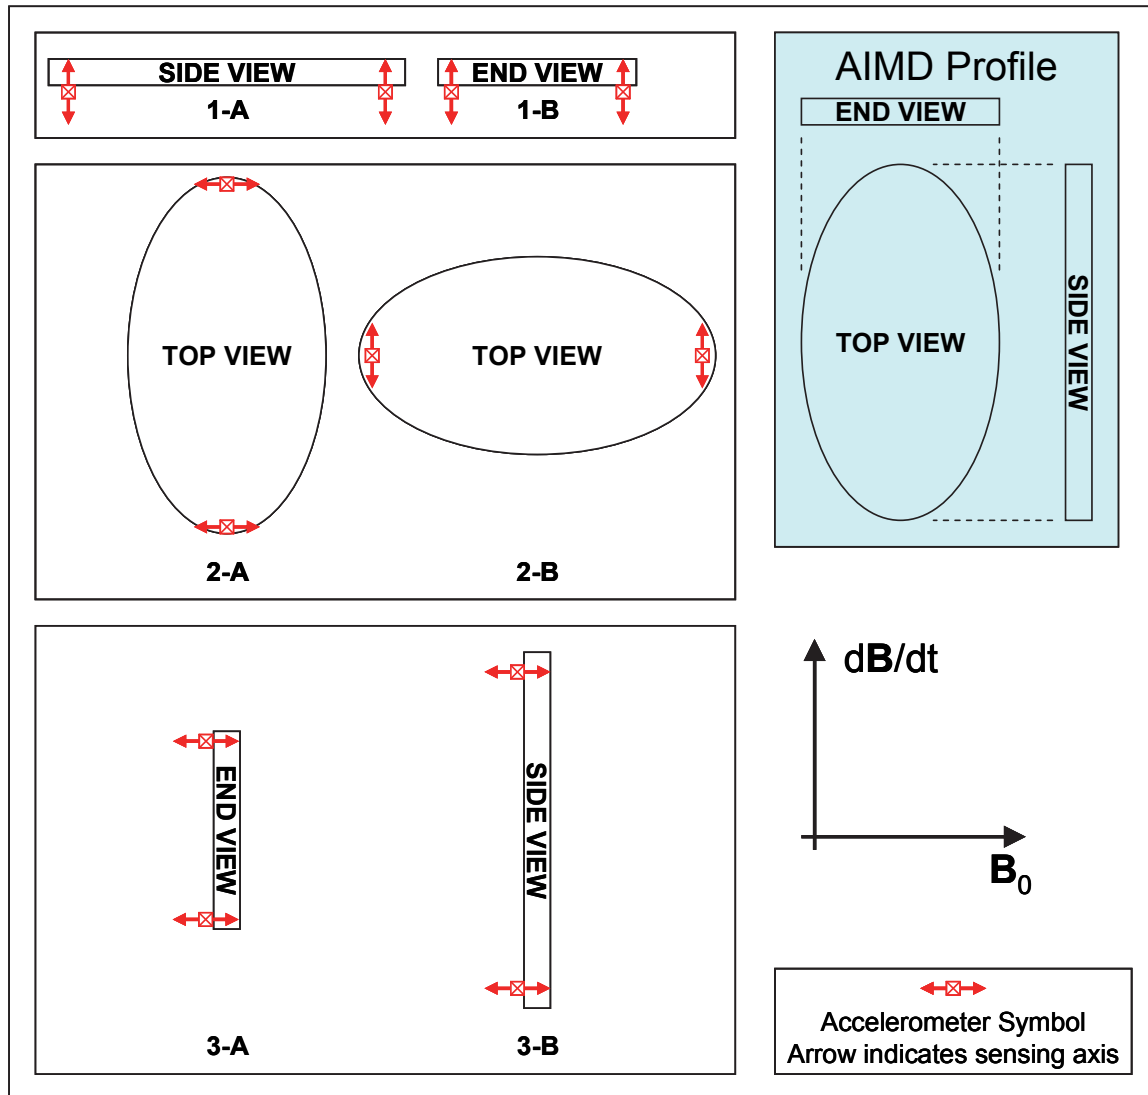 SIDE VIEW
END VIEW
1-A
1-B
AIMD Profile
END VIEW
TOP VIEW
SIDE VIEW
TOP VIEW
TOP VIEW
2-A
2-B
END VIEW
SIDE VIEW
3-A
3-B
dB/dt
B₀
Accelerometer Symbol
Arrow indicates sensing axis